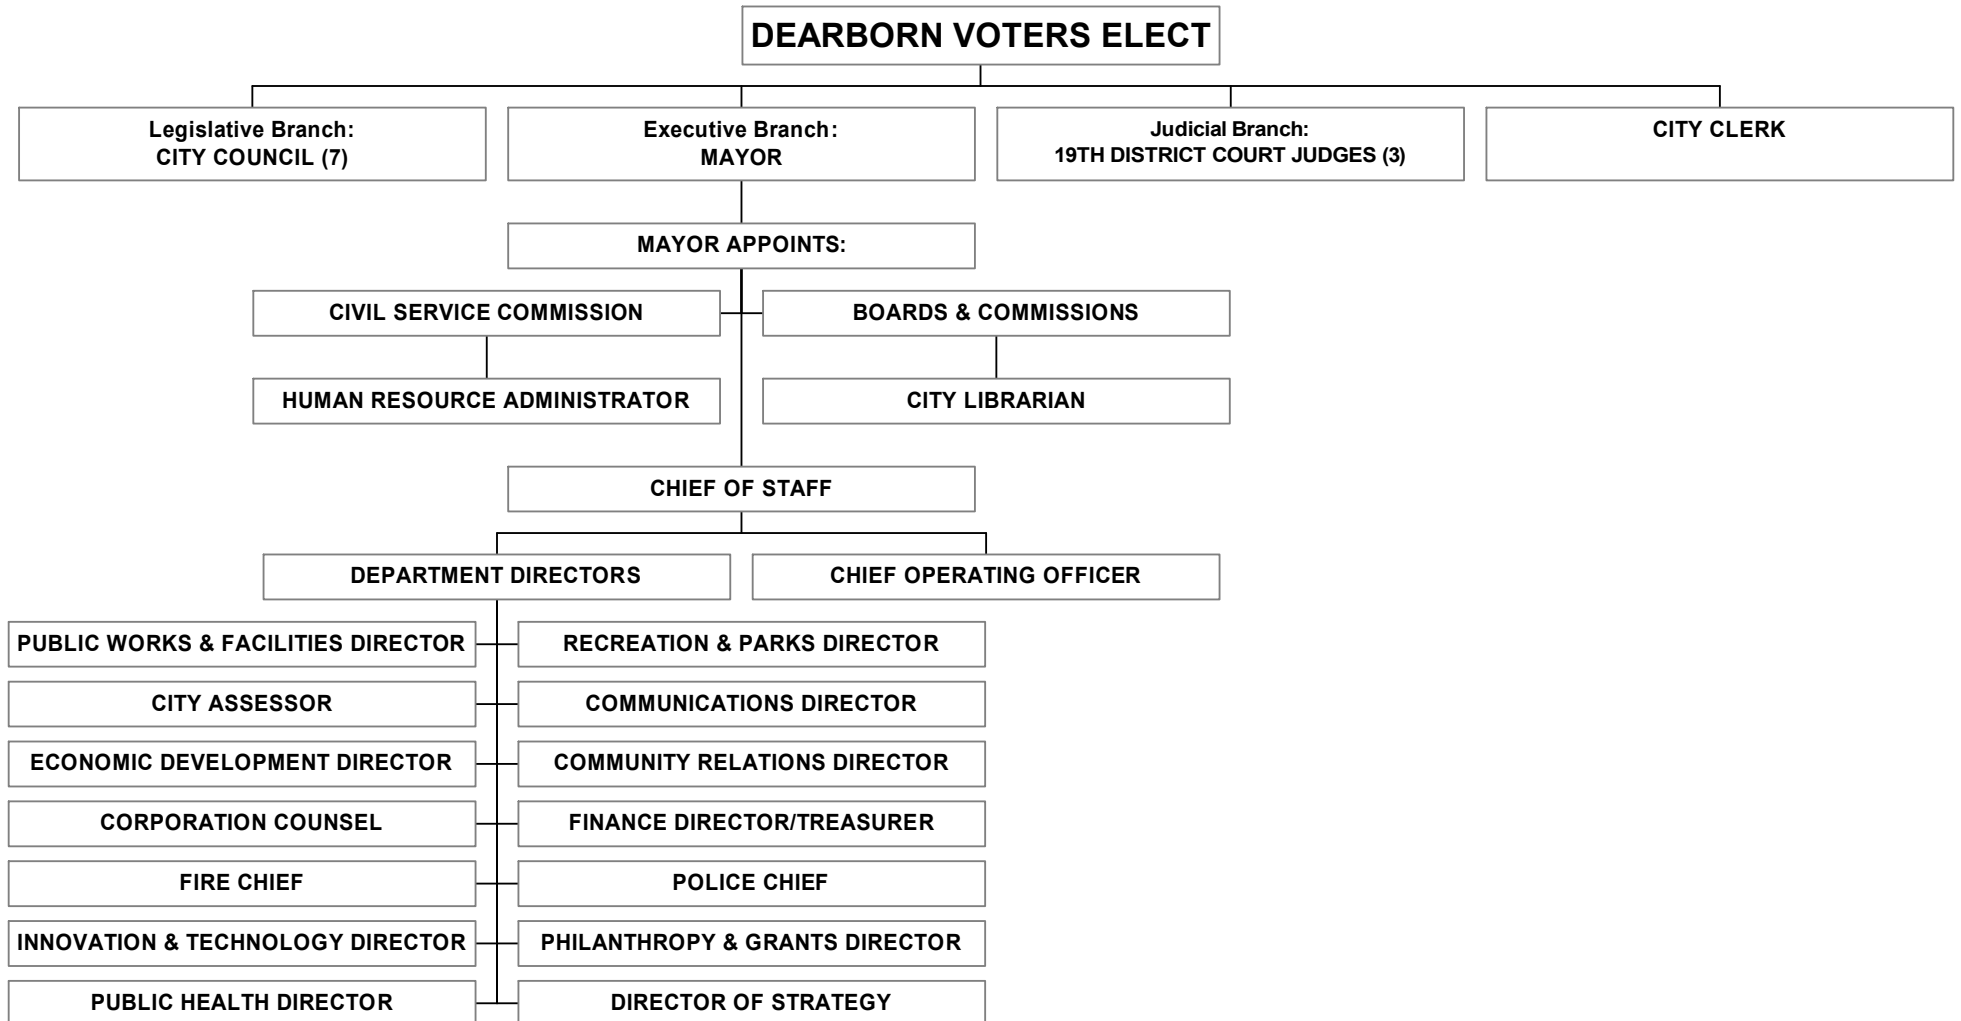 DEARBORN VOTERS ELECT
Legislative Branch:
CITY COUNCIL (7)
Executive Branch:
MAYOR
Judicial Branch:
19TH DISTRICT COURT JUDGES (3)
CITY CLERK
MAYOR APPOINTS:
CIVIL SERVICE COMMISSION
BOARDS & COMMISSIONS
HUMAN RESOURCE ADMINISTRATOR
CITY LIBRARIAN
CHIEF OF STAFF
DEPARTMENT DIRECTORS
CHIEF OPERATING OFFICER
PUBLIC WORKS & FACILITIES DIRECTOR
RECREATION & PARKS DIRECTOR
CITY ASSESSOR
COMMUNICATIONS DIRECTOR
ECONOMIC DEVELOPMENT DIRECTOR
COMMUNITY RELATIONS DIRECTOR
CORPORATION COUNSEL
FINANCE DIRECTOR/TREASURER
FIRE CHIEF
POLICE CHIEF
INNOVATION & TECHNOLOGY DIRECTOR
PHILANTHROPY & GRANTS DIRECTOR
PUBLIC HEALTH DIRECTOR
DIRECTOR OF STRATEGY